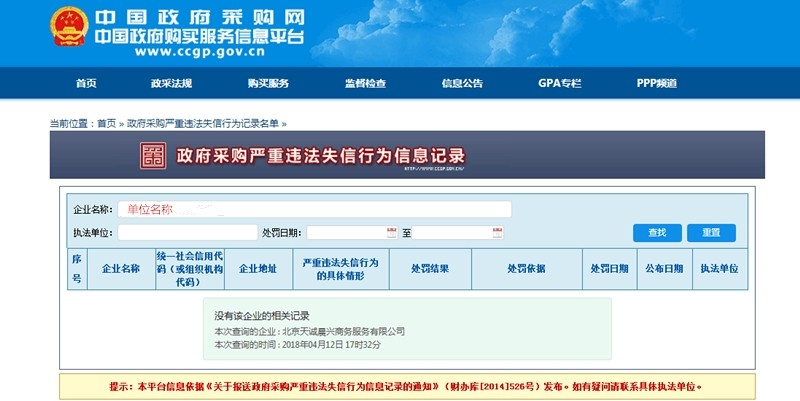 中国政府采购网
中国政府购买服务信息平台
www.ccgp.gov.cn
首页 政采法规 购买服务 监督检查 信息公告 GPA专栏 PPP频道
当前位置：首页 » 政府采购严重违法失信行为记录名单 »
政府采购严重违法失信行为信息记录
HTTP://WWW.CCGP.GOV.CN/
企业名称： 单位名称
执法单位： 处罚日期： 至 查找 重置
序号 企业名称 统一社会信用代码（或组织机构代码） 企业地址 严重违法失信行为的具体情形 处罚结果 处罚依据 处罚日期 公布日期 执法单位
没有该企业的相关记录
本次查询的企业：北京天诚晨兴商务服务有限公司
本次查询的时间：2018年04月12日 17时32分
提示：本平台信息依据《关于报送政府采购严重违法失信行为信息记录的通知》（财办库[2014]526号）发布。如有疑问请联系具体执法单位。